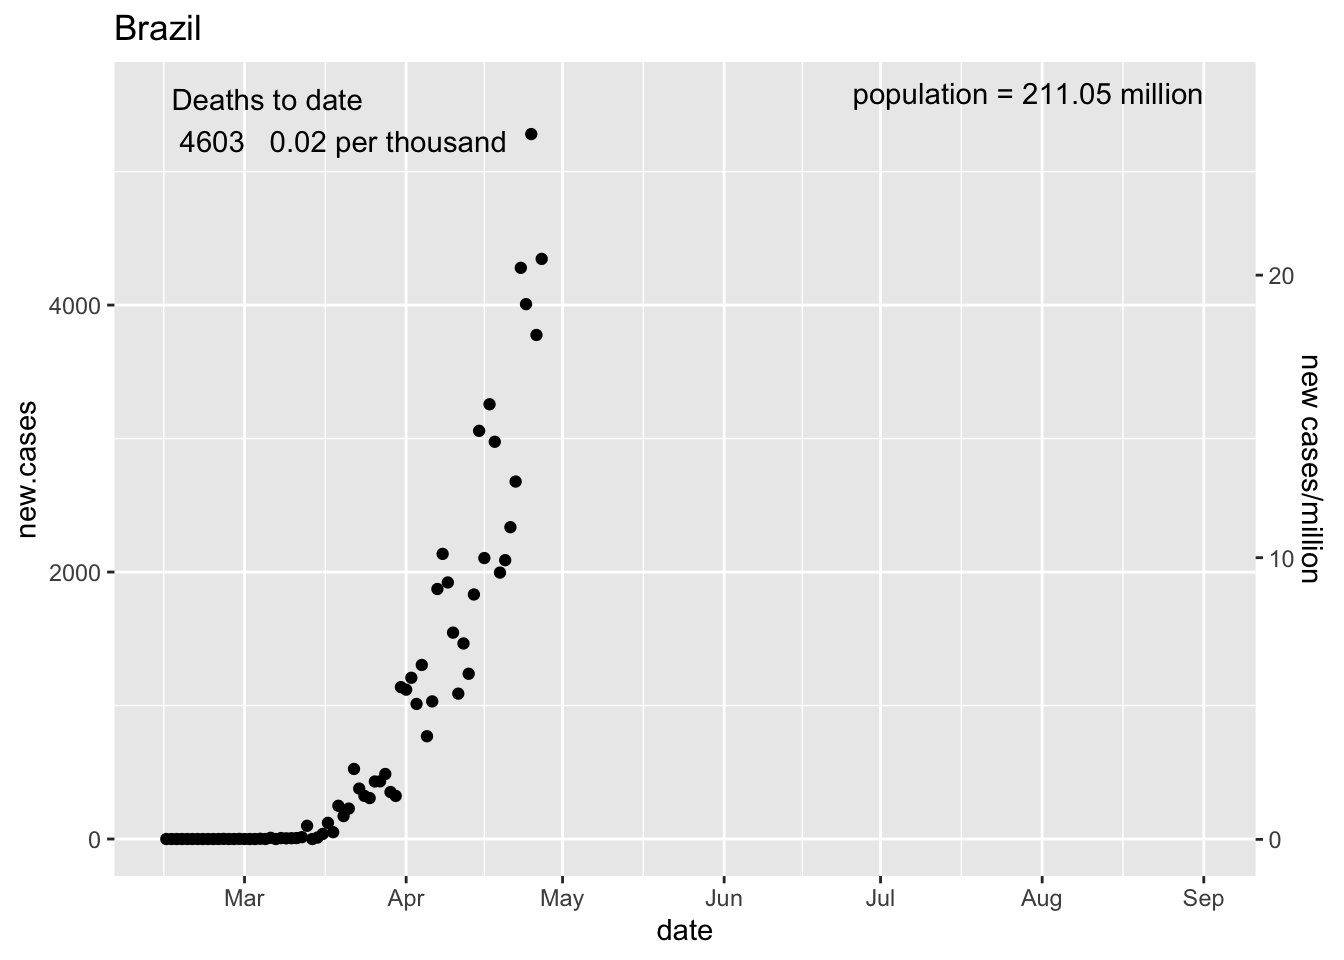 Brazil
Deaths to date
4603 0.02 per thousand
population = 211.05 million
new.cases
4000
2000
0
20
10
0
new cases/million
Mar Apr May Jun Jul Aug Sep
date